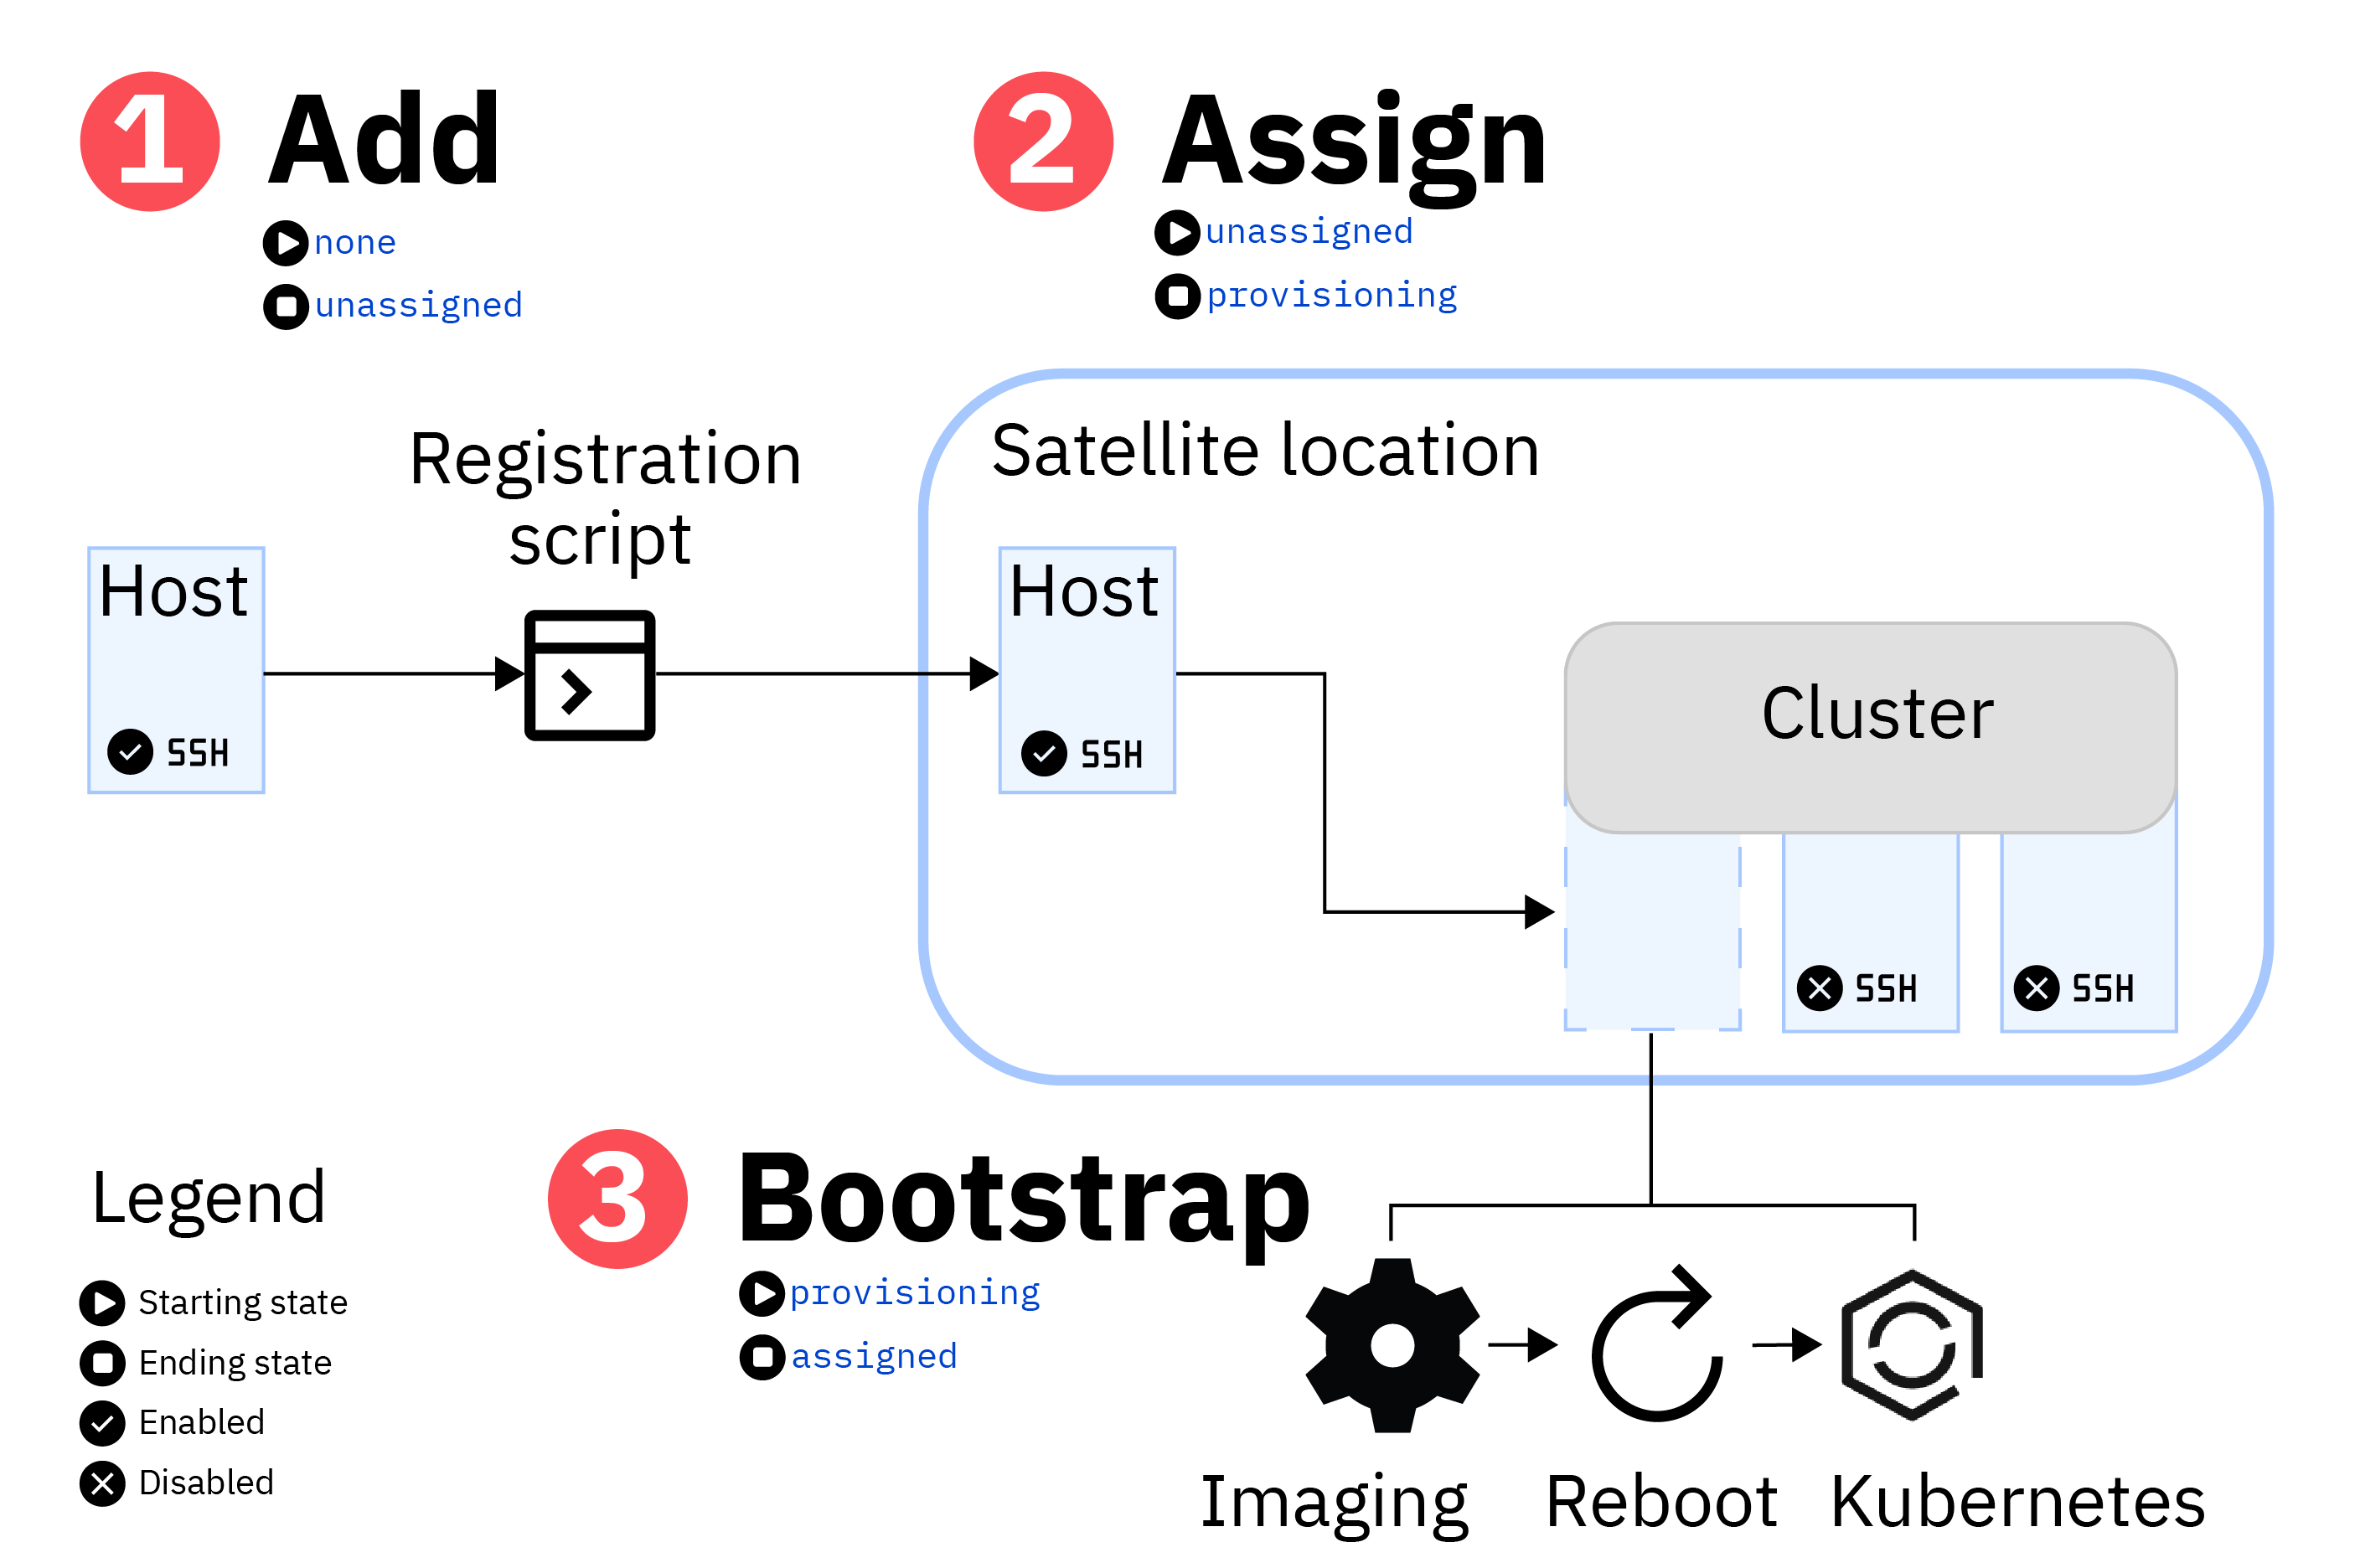 1 Add
none
unassigned
2 Assign
unassigned
provisioning
Registration
script
Host
SSH
Satellite location
Host
SSH
Cluster
SSH
SSH
3 Bootstrap
provisioning
assigned
Imaging
Reboot
Kubernetes
Legend
Starting state
Ending state
Enabled
Disabled